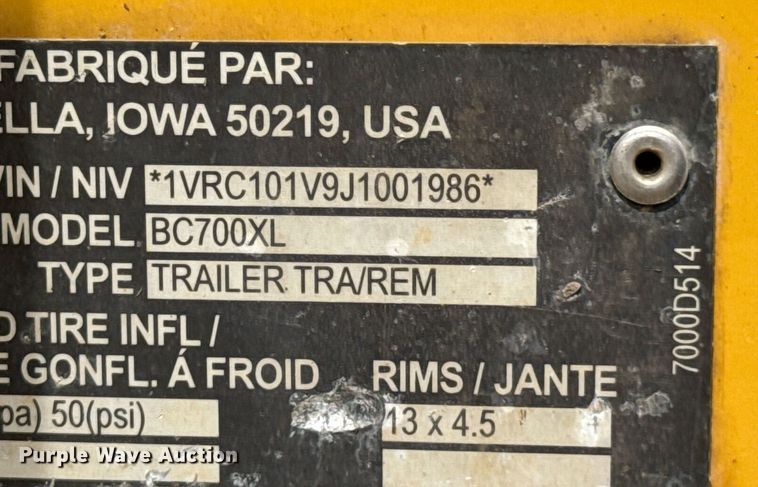 FABRIQUÉ PAR:
ELLA, IOWA 50219, USA
VIN / NIV *1VRC101V9J1001986*
MODEL BC700XL
TYPE TRAILER TRA/REM
D TIRE INFL /
E GONFL. Á FROID RIMS / JANTE
pa) 50(psi) 13 x 4.5
7000D514
Purple Wave Auction